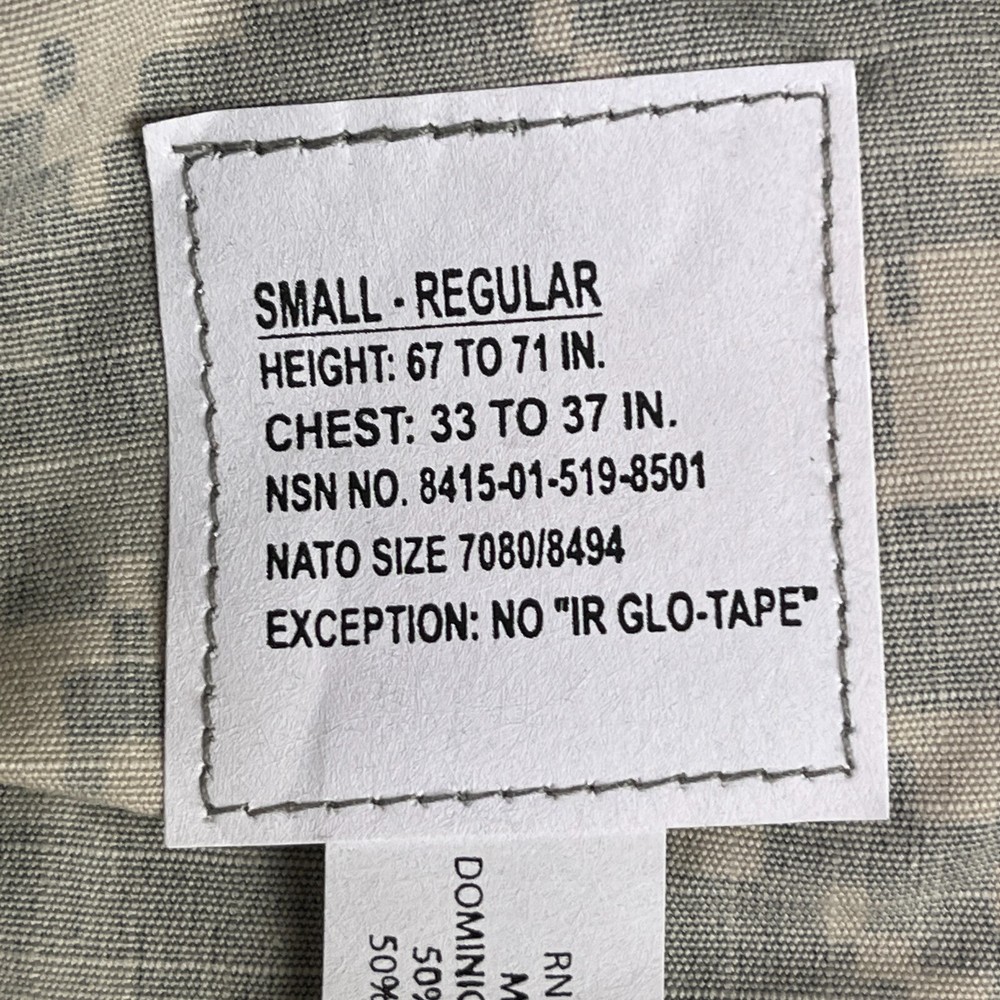 SMALL - REGULAR
HEIGHT: 67 TO 71 IN.
CHEST: 33 TO 37 IN.
NSN NO. 8415-01-519-8501
NATO SIZE 7080/8494
EXCEPTION: NO "IR GLO-TAPE"
RN